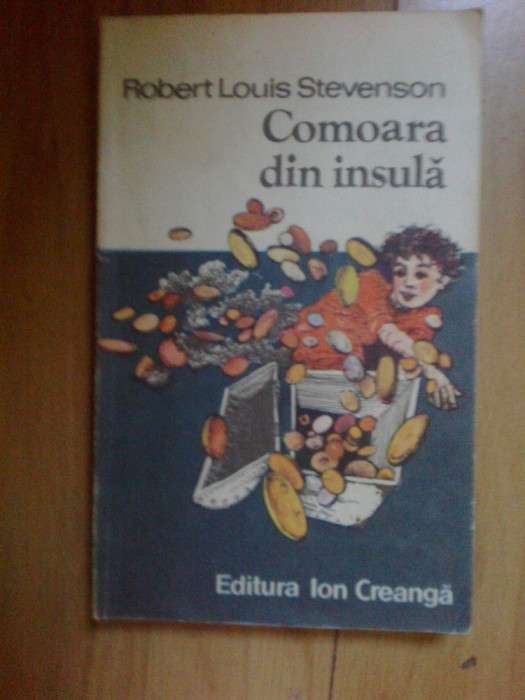 Robert Louis Stevenson
Comoara
din insulă
Editura Ion Creangă